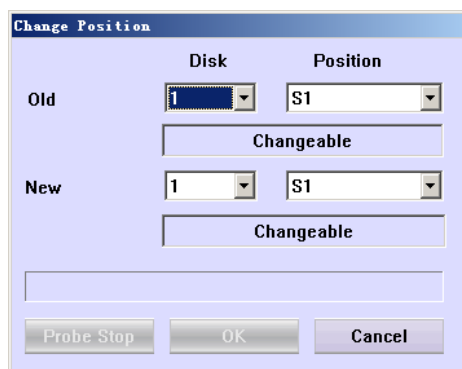 Change Position
Disk Position
Old 1 S1
Changeable
New 1 S1
Changeable
Probe Stop OK Cancel